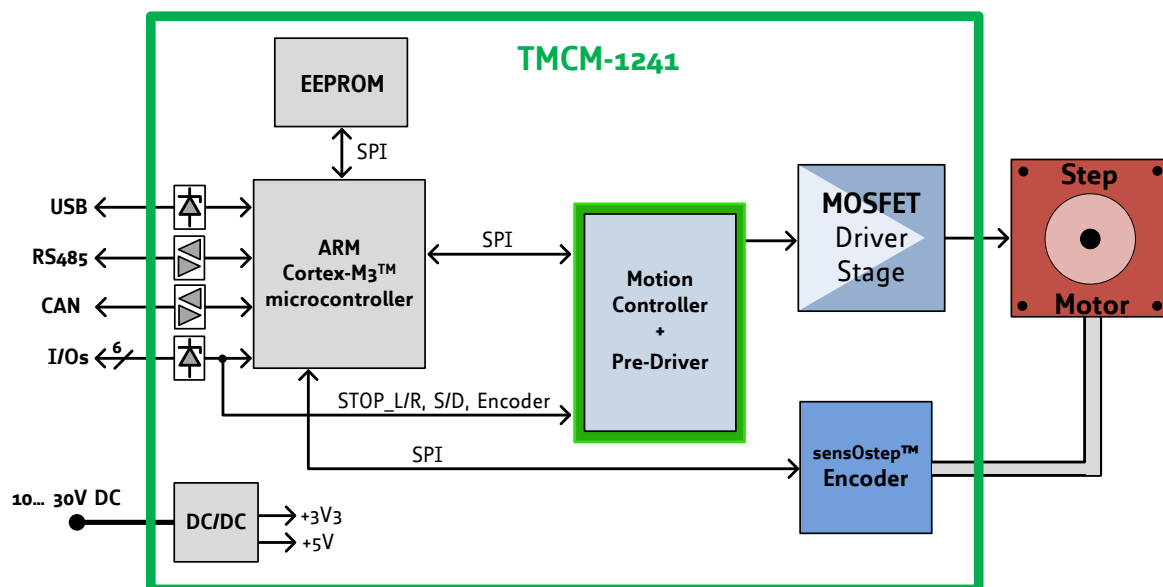 TMCM-1241
EEPROM
SPI
USB
RS485
CAN
I/Os
6
ARM
Cortex-M3™
microcontroller
SPI
Motion
Controller
+
Pre-Driver
MOSFET
Driver
Stage
Step
Motor
STOP_L/R, S/D, Encoder
SPI
sensOstep™
Encoder
10... 30V DC
DC/DC
+3V3
+5V